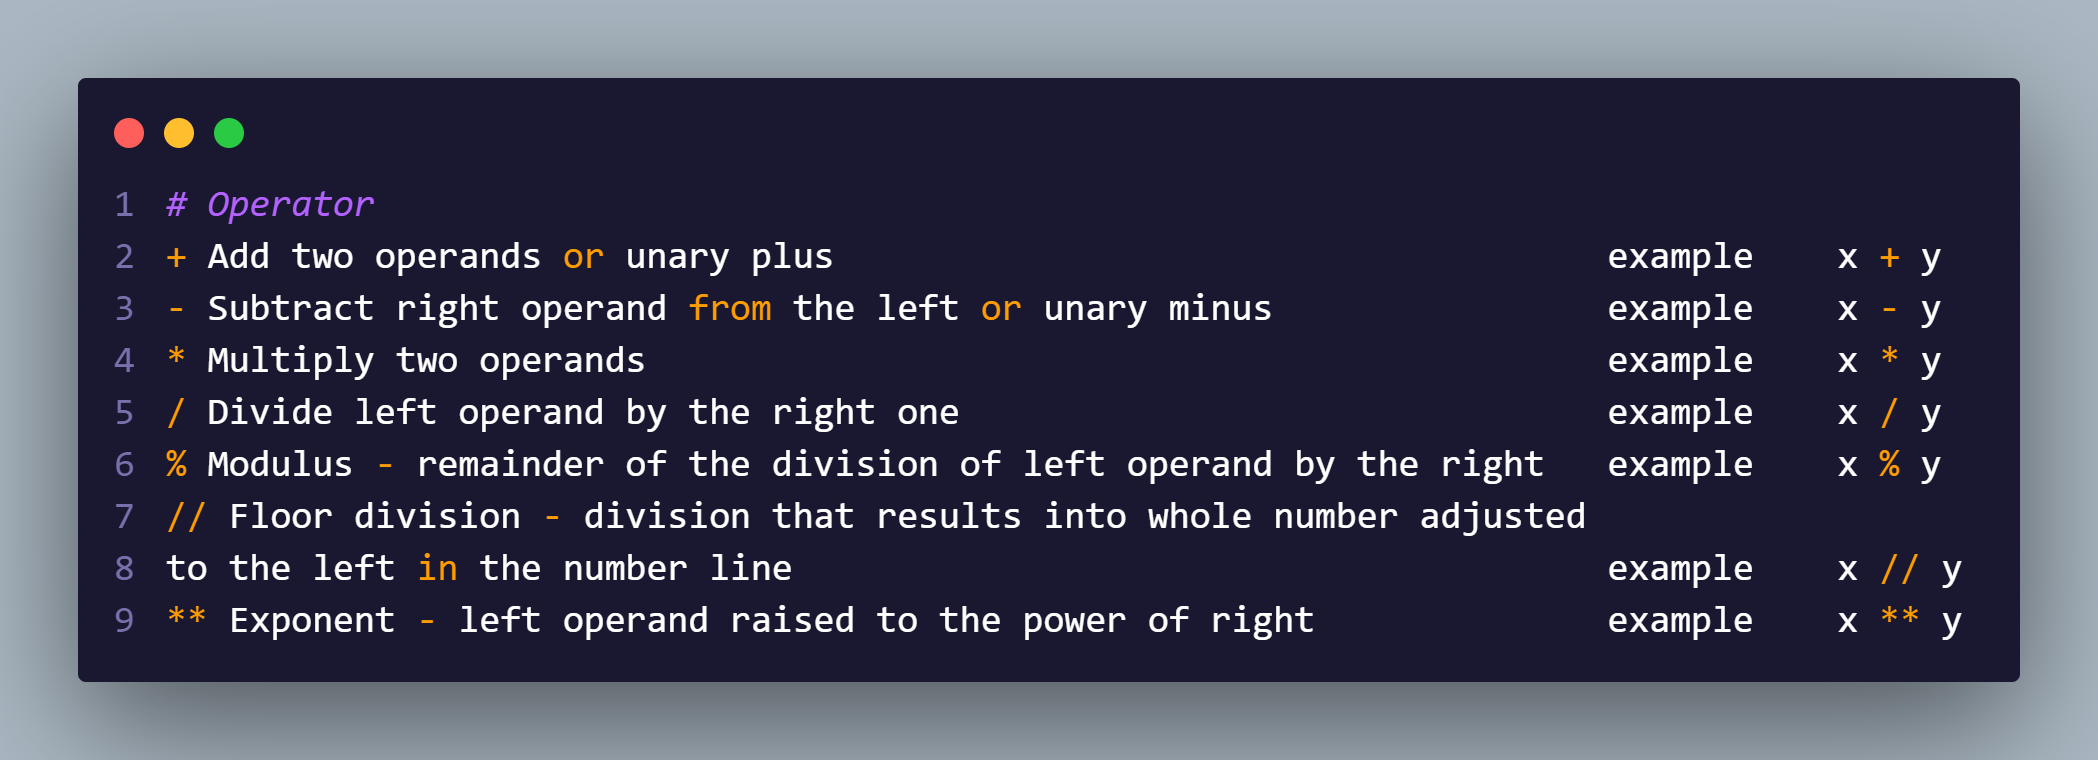 1 # Operator
2 + Add two operands or unary plus example x + y
3 - Subtract right operand from the left or unary minus example x - y
4 * Multiply two operands example x * y
5 / Divide left operand by the right one example x / y
6 % Modulus - remainder of the division of left operand by the right example x % y
7 // Floor division - division that results into whole number adjusted
8 to the left in the number line example x // y
9 ** Exponent - left operand raised to the power of right example x ** y